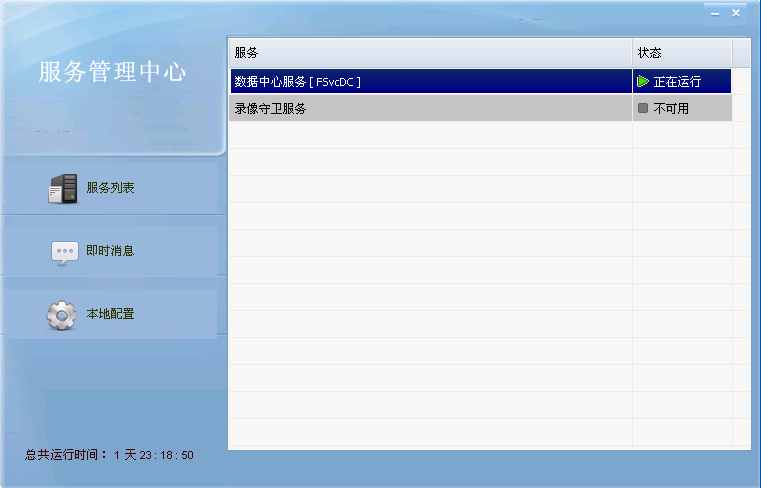 服务管理中心
服务 状态
数据中心服务 [ FSvcDC ] 正在运行
录像守卫服务 不可用
服务列表
即时消息
本地配置
总共运行时间： 1 天 23 : 18 : 50